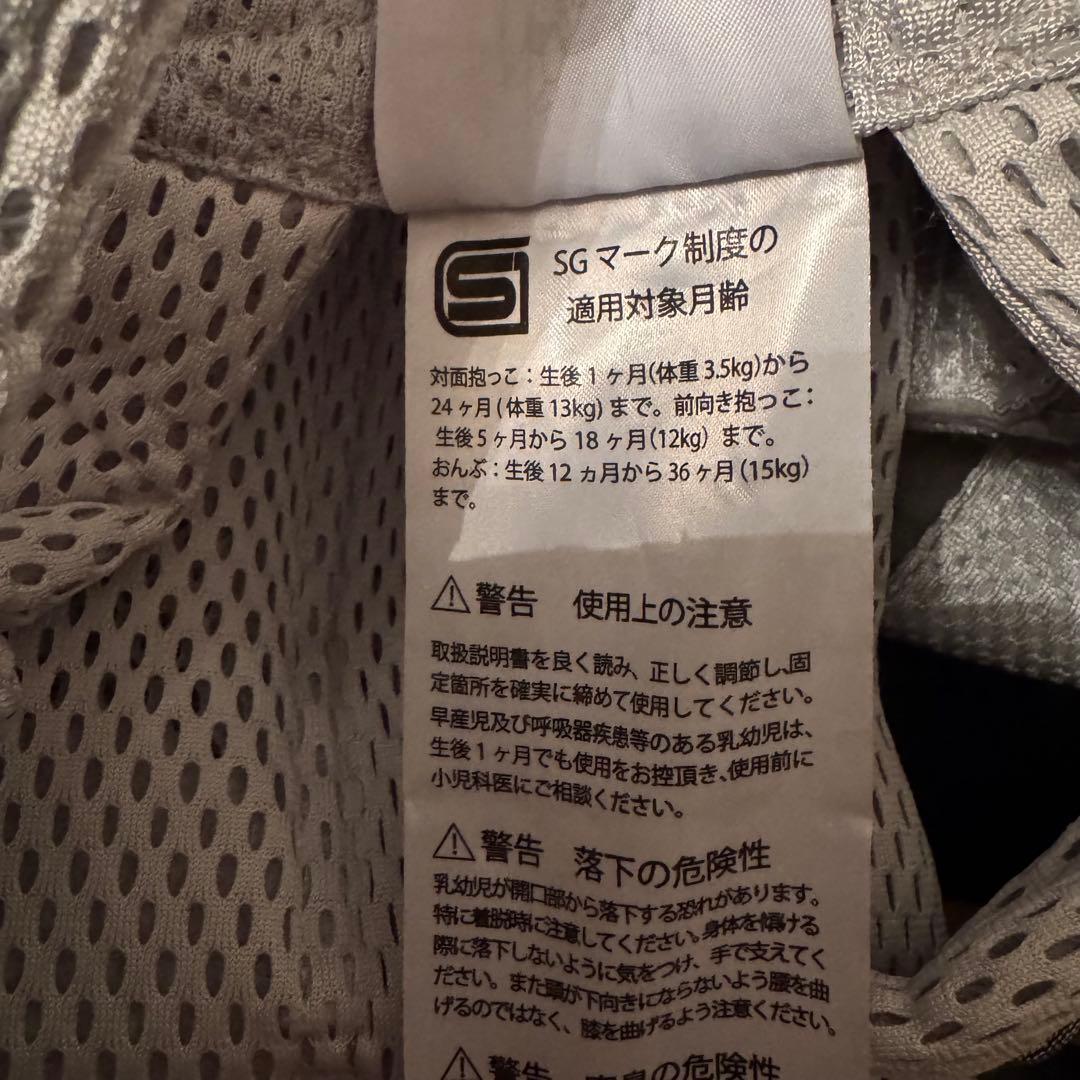 SG マーク制度の
適用対象月齢
対面抱っこ：生後 1 ヶ月(体重 3.5kg)から
24 ヶ月 (体重 13kg) まで。前向き抱っこ：
生後 5 ヶ月から 18 ヶ月(12kg) まで。
おんぶ：生後 12 ヵ月から 36 ヶ月 (15kg)
まで。
⚠警告 使用上の注意
取扱説明書を良く読み、正しく調節し、固
定箇所を確実に締めて使用してください。
早産児及び呼吸器疾患等のある乳幼児は、
生後 1 ヶ月でも使用をお控頂き、使用前に
小児科医にご相談ください。
⚠警告 落下の危険性
乳幼児が開口部から落下する恐れがあります。
特に着脱時に注意してください。身体を傾ける
際に落下しないように気をつけ、手で支えてく
ださい。また頭が下向きにならないよう腰を曲
げるのではなく、膝を曲げるよう注意ください。
⚠警告 の危険性